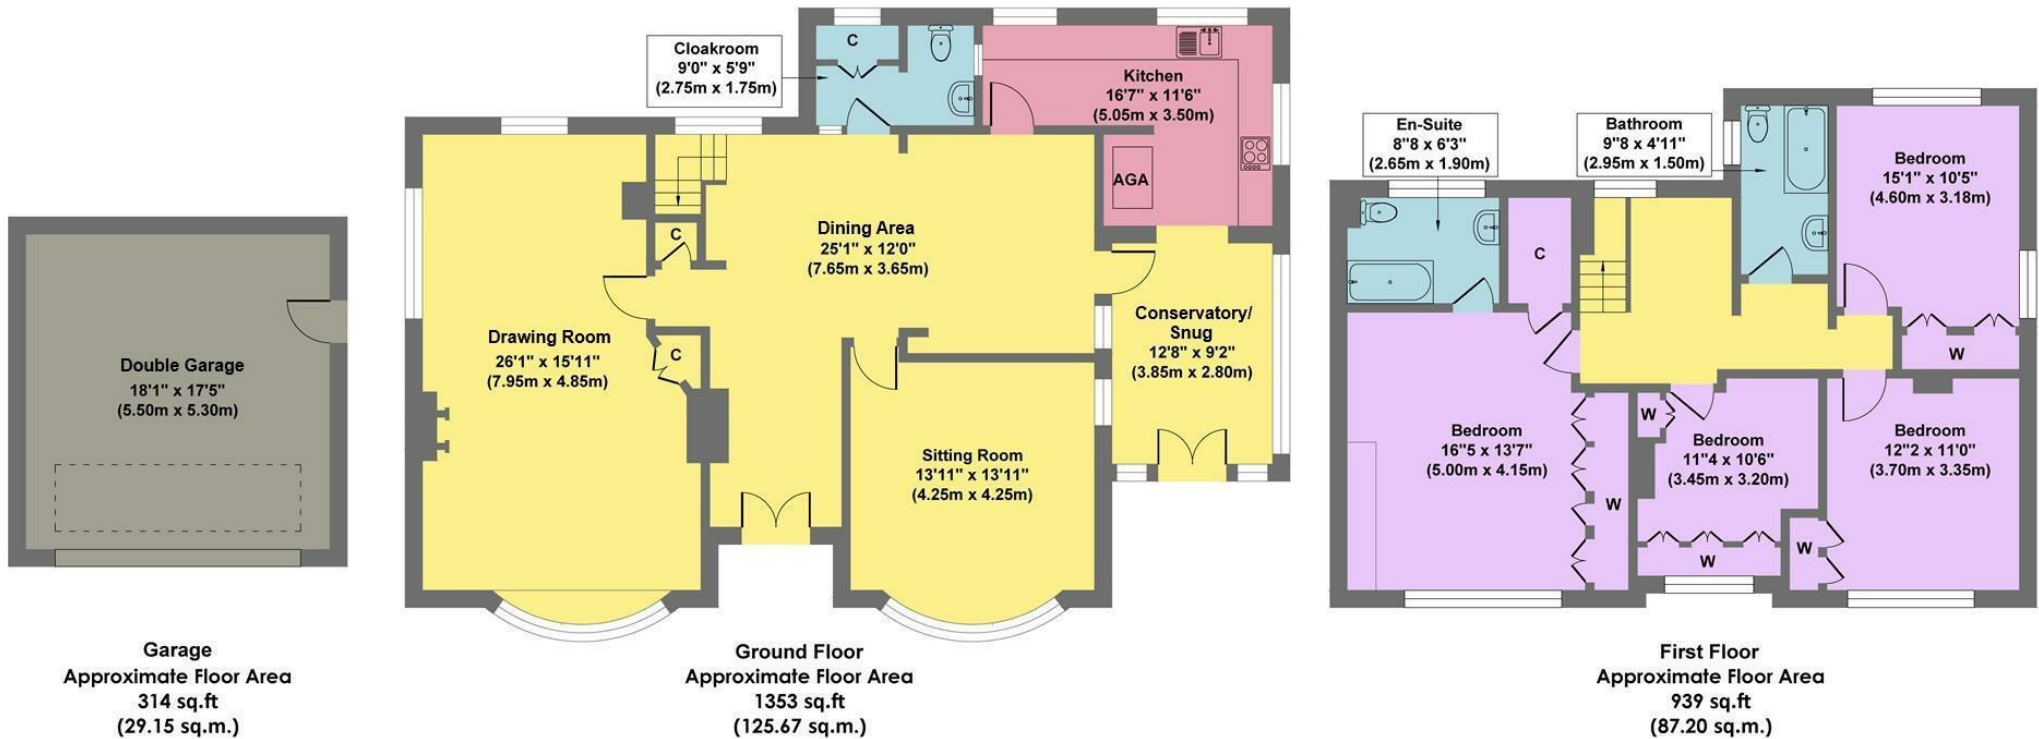 Double Garage
18'1" x 17'5"
(5.50m x 5.30m)
Garage
Approximate Floor Area
314 sq.ft
(29.15 sq.m.)
Cloakroom
9'0" x 5'9"
(2.75m x 1.75m)
C
Kitchen
16'7" x 11'6"
(5.05m x 3.50m)
AGA
C
Dining Area
25'1" x 12'0"
(7.65m x 3.65m)
Drawing Room
26'1" x 15'11"
(7.95m x 4.85m)
C
Conservatory/
Snug
12'8" x 9'2"
(3.85m x 2.80m)
Sitting Room
13'11" x 13'11"
(4.25m x 4.25m)
Ground Floor
Approximate Floor Area
1353 sq.ft
(125.67 sq.m.)
En-Suite
8"8 x 6'3"
(2.65m x 1.90m)
Bathroom
9"8 x 4'11"
(2.95m x 1.50m)
Bedroom
15'1" x 10'5"
(4.60m x 3.18m)
C
W
Bedroom
16"5 x 13'7"
(5.00m x 4.15m)
W
W
Bedroom
11"4 x 10'6"
(3.45m x 3.20m)
W
Bedroom
12"2 x 11'0"
(3.70m x 3.35m)
W
First Floor
Approximate Floor Area
939 sq.ft
(87.20 sq.m.)